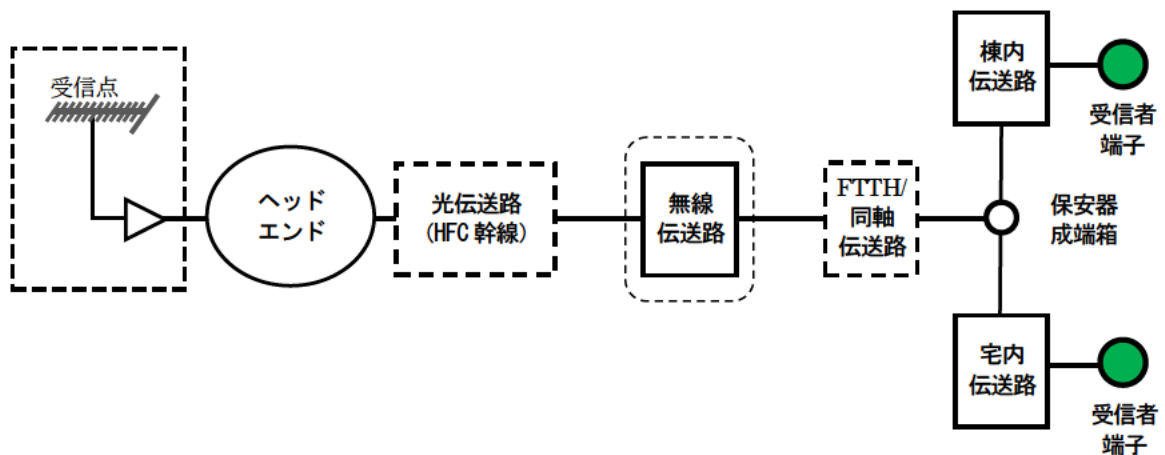 受信点
ヘッド
エンド
光伝送路
（HFC 幹線）
無線
伝送路
FTTH/
同軸
伝送路
保安器
成端箱
棟内
伝送路
受信者
端子
宅内
伝送路
受信者
端子